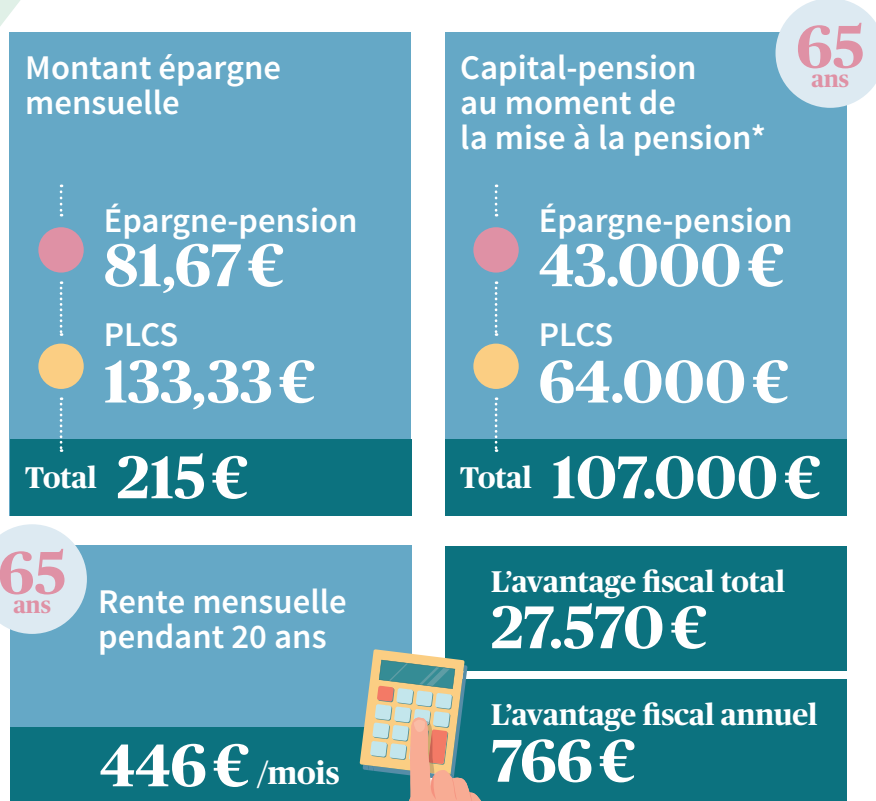 Montant épargne
mensuelle
Épargne-pension
81,67 €
PLCS
133,33 €
Total 215 €
65
ans
Capital-pension
au moment de
la mise à la pension*
Épargne-pension
43.000 €
PLCS
64.000 €
Total 107.000 €
65
ans
Rente mensuelle
pendant 20 ans
446 € /mois
L'avantage fiscal total
27.570 €
L'avantage fiscal annuel
766 €